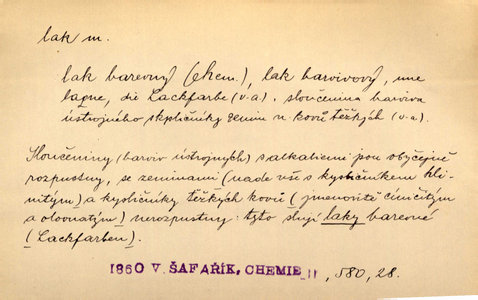 lak m.
lak barevný (chem.), lak barvivový, une
laque, die Lackfarbe (v.a). sloučenina barviva
ústrojného s kysličníky zemin n. kovů těžkých (v.a).
Sloučeniny (barviv ústrojných) s alkaliemi jsou obyčejně
rozpustny, se zeminami (nade vší s kysličníkem hli-
nitým) a kysličníky těžkých kovů (jmenovitě cíničitým
a olovnatým) nerozpustny: tyto slují laky barevné
(Lackfarben).
1860 V. ŠAFAŘÍK, CHEMIE II, 580, 28.